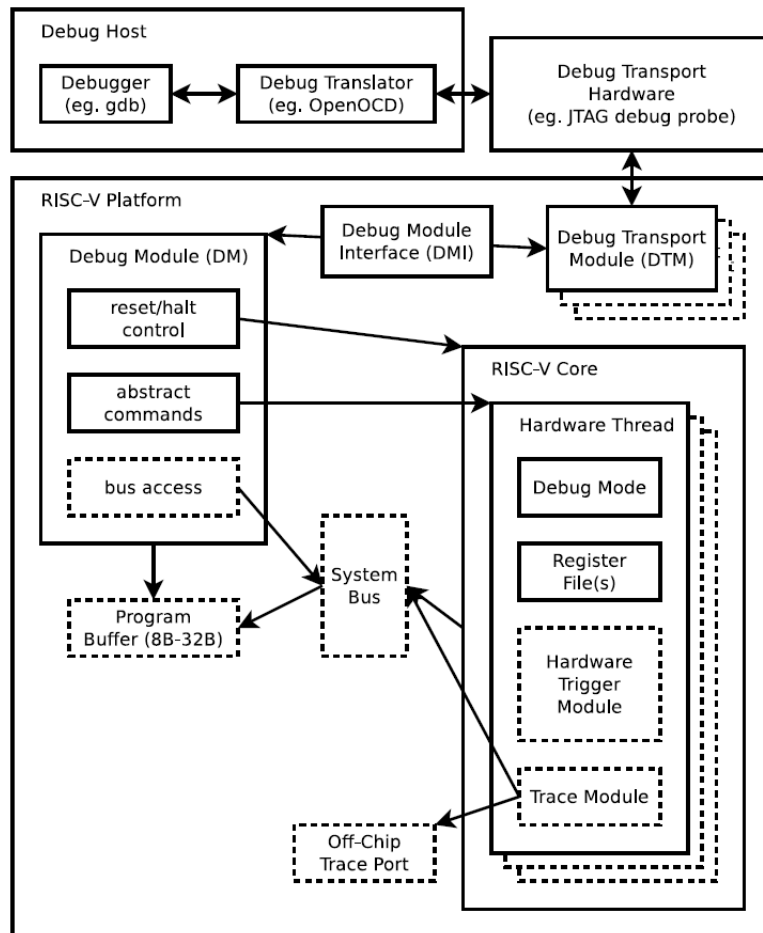 Debug Host
Debugger
(eg. gdb)
Debug Translator
(eg. OpenOCD)
Debug Transport
Hardware
(eg. JTAG debug probe)
RISC-V Platform
Debug Module (DM)
reset/halt
control
abstract
commands
bus access
Program
Buffer (8B-32B)
Debug Module
Interface (DMI)
Debug Transport
Module (DTM)
System
Bus
RISC-V Core
Hardware Thread
Debug Mode
Register
File(s)
Hardware
Trigger
Module
Trace Module
Off-Chip
Trace Port